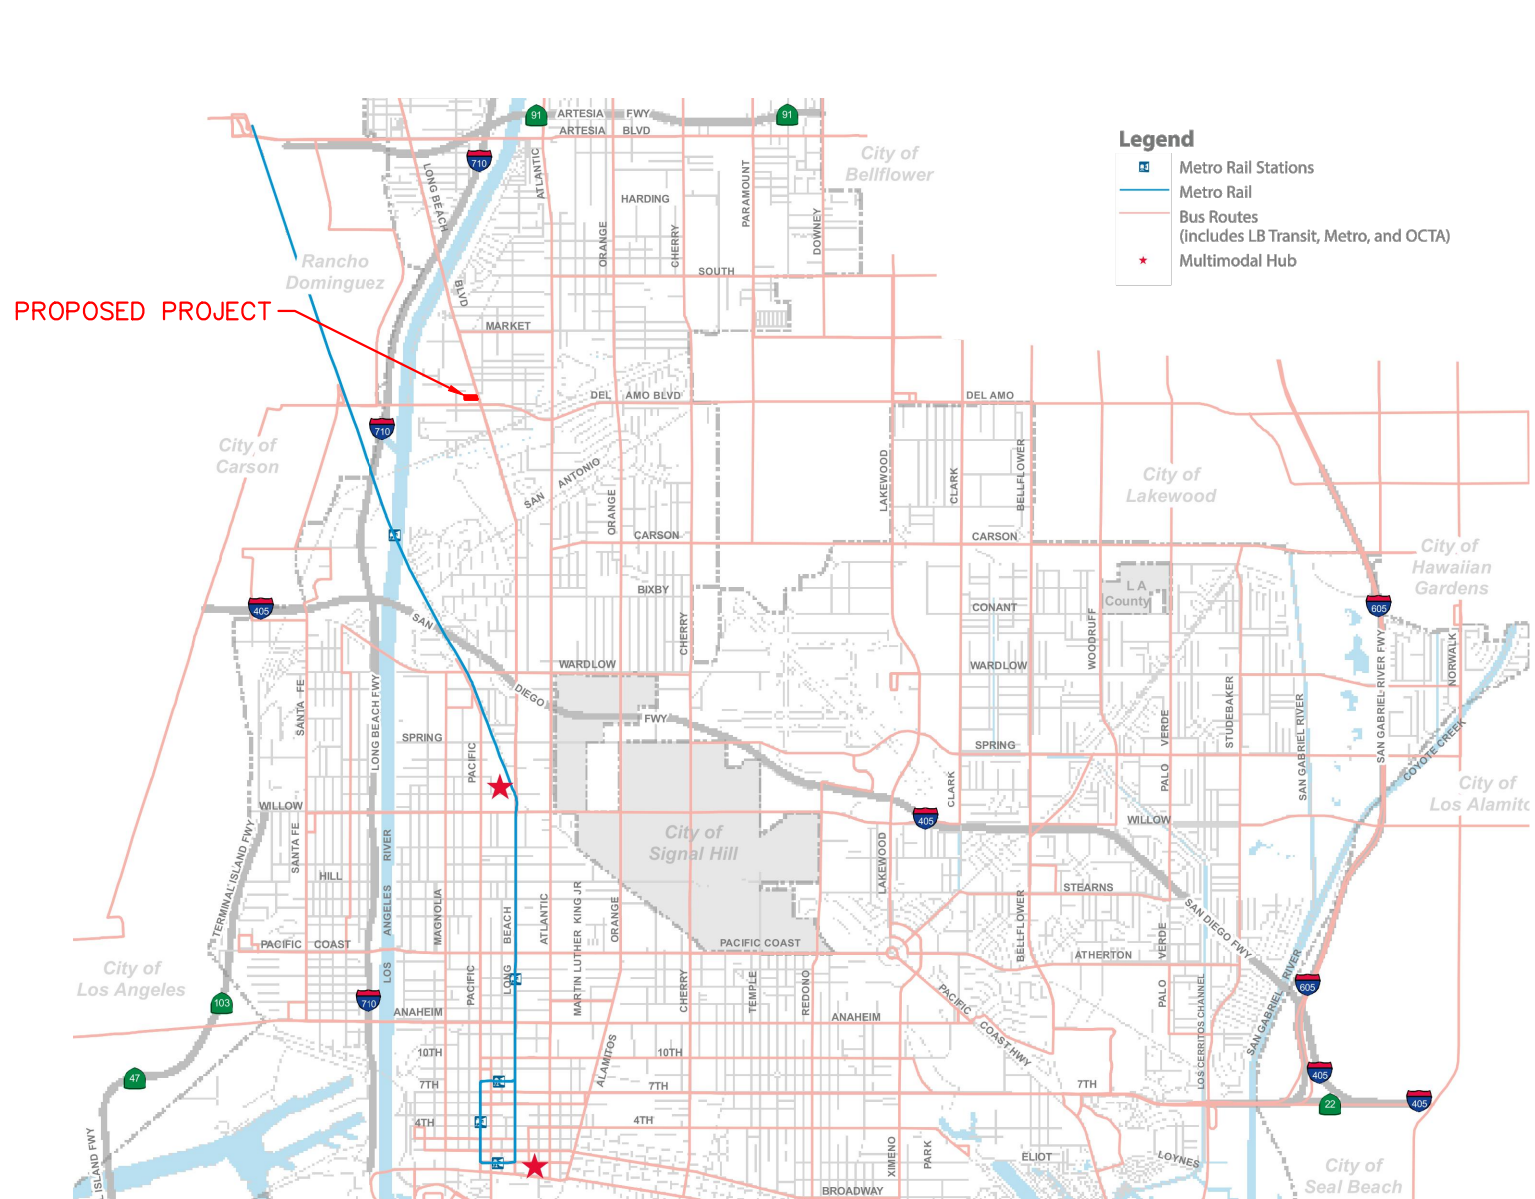 91
ARTESIA FWY
91
ARTESIA BLVD
Legend
Metro Rail Stations
Metro Rail
Bus Routes
(includes LB Transit, Metro, and OCTA)
Multimodal Hub
City of
Bellflower
710
LONG BEACH
BLVD
ATLANTIC
HARDING
ORANGE
CHERRY
PARAMOUNT
DOWNEY
SOUTH
Rancho
Dominguez
PROPOSED PROJECT
MARKET
DEL AMO BLVD
DEL AMO
710
City of
Carson
SAN ANTONIO
ORANGE
LAKEWOOD
CLARK
BELLFLOWER
City of
Lakewood
CARSON
CARSON
City of
Hawaiian
Gardens
BIXBY
L A
County
405
SAN
CONANT
605
CHERRY
WOODRUFF
NORWALK
WARDLOW
WARDLOW
SANTA FE
LONG BEACH FWY
DIEGO
FWY
STUDEBAKER
SAN GABRIEL RIVER
SAN GABRIEL RIVER FWY
COYOTE CREEK
SPRING
PACIFIC
SPRING
PALO VERDE
CLARK
City of
Los Alamito
WILLOW
405
WILLOW
TERMINAL ISLAND FWY
SANTA FE
LOS ANGELES RIVER
City of
Signal Hill
LAKEWOOD
HILL
STEARNS
MAGNOLIA
LONG BEACH
ATLANTIC
MARTIN LUTHER KING JR
ORANGE
BELLFLOWER
SAN DIEGO FWY
PACIFIC COAST
PACIFIC COAST
ATHERTON
PALO VERDE
City of
Los Angeles
PACIFIC
CHERRY
TEMPLE
REDONO
PACIFIC COAST HWY
LOS CERRITOS CHANNEL
SAN GABRIEL RIVER
605
103
710
ANAHEIM
ANAHEIM
10TH
10TH
ALAMITOS
47
7TH
7TH
7TH
405
405
22
4TH
4TH
L ISLAND FWY
XIMENO
PARK
ELIOT
LOYNES
City of
Seal Beach
BROADWAY